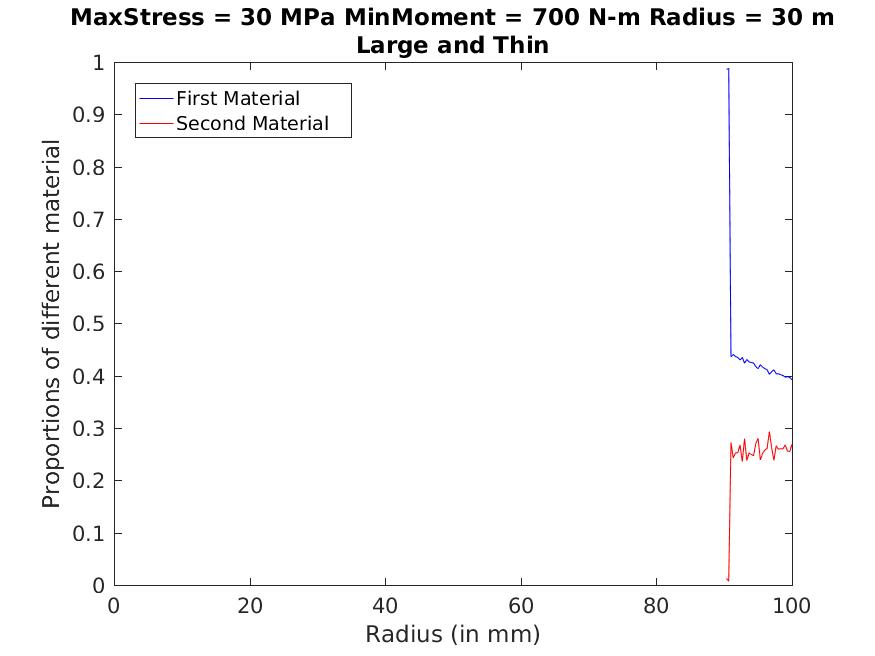 MaxStress = 30 MPa MinMoment = 700 N-m Radius = 30 m
Large and Thin
First Material
Second Material
Proportions of different material
1
0.9
0.8
0.7
0.6
0.5
0.4
0.3
0.2
0.1
0
0 20 40 60 80 100
Radius (in mm)